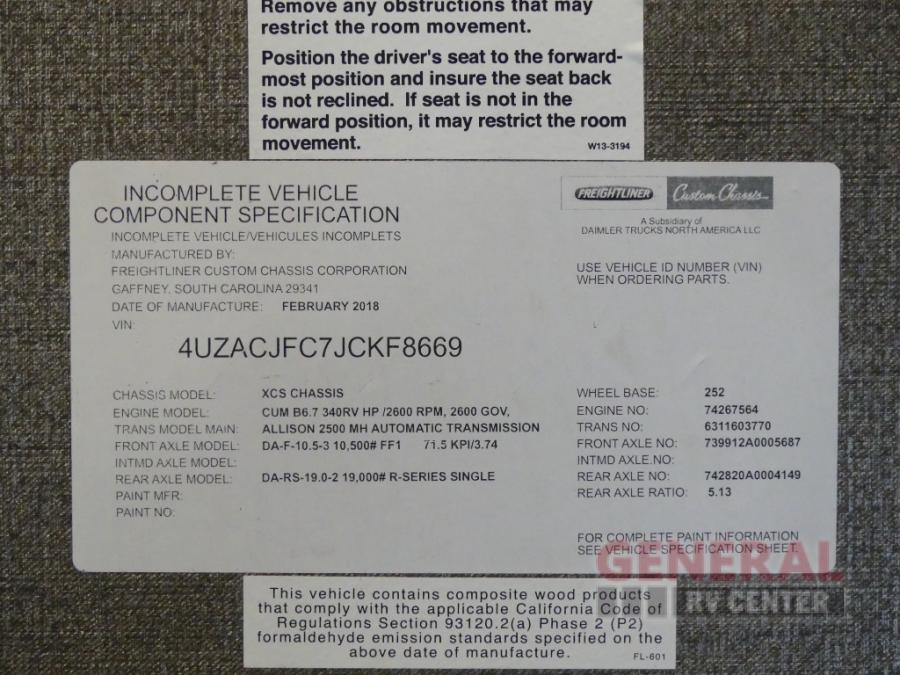 Remove any obstructions that may
restrict the room movement.
Position the driver's seat to the forward-
most position and insure the seat back
is not reclined. If seat is not in the
forward position, it may restrict the room
movement.
W13-3194
INCOMPLETE VEHICLE
COMPONENT SPECIFICATION
INCOMPLETE VEHICLE/VEHICULES INCOMPLETS
MANUFACTURED BY:
FREIGHTLINER CUSTOM CHASSIS CORPORATION
GAFFNEY, SOUTH CAROLINA 29341
DATE OF MANUFACTURE: FEBRUARY 2018
VIN:
4UZACJFC7JCKF8669
FREIGHTLINER Custom Chassis
A Subsidiary of
DAIMLER TRUCKS NORTH AMERICA LLC
USE VEHICLE ID NUMBER (VIN)
WHEN ORDERING PARTS.
CHASSIS MODEL: XCS CHASSIS
ENGINE MODEL: CUM B6.7 340RV HP /2600 RPM, 2600 GOV,
TRANS MODEL MAIN: ALLISON 2500 MH AUTOMATIC TRANSMISSION
FRONT AXLE MODEL: DA-F-10.5-3 10,500# FF1 71.5 KPI/3.74
INTMD AXLE MODEL:
REAR AXLE MODEL: DA-RS-19.0-2 19,000# R-SERIES SINGLE
PAINT MFR:
PAINT NO:
WHEEL BASE: 252
ENGINE NO: 74267564
TRANS NO: 6311603770
FRONT AXLE NO: 739912A0005687
INTMD AXLE.NO:
REAR AXLE NO: 742820A0004149
REAR AXLE RATIO: 5.13
FOR COMPLETE PAINT INFORMATION
SEE VEHICLE SPECIFICATION SHEET.
GENERAL
RV CENTER
This vehicle contains composite wood products
that comply with the applicable California Code of
Regulations Section 93120.2(a) Phase 2 (P2)
formaldehyde emission standards specified on the
above date of manufacture.
FL-601